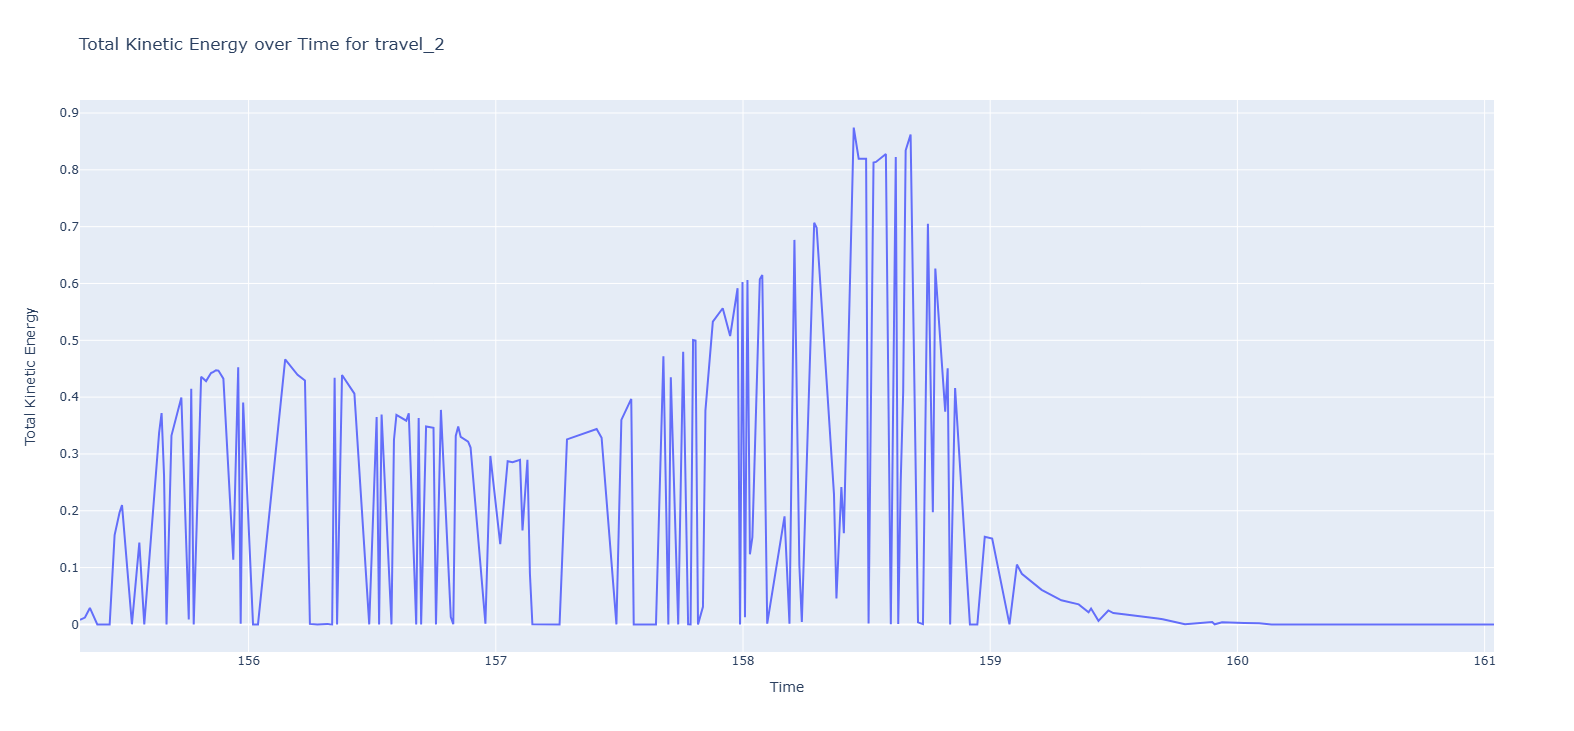 Total Kinetic Energy over Time for travel_2
0.9
0.8
0.7
0.6
0.5
0.4
0.3
0.2
0.1
0
Total Kinetic Energy
156 157 158 159 160 161
Time